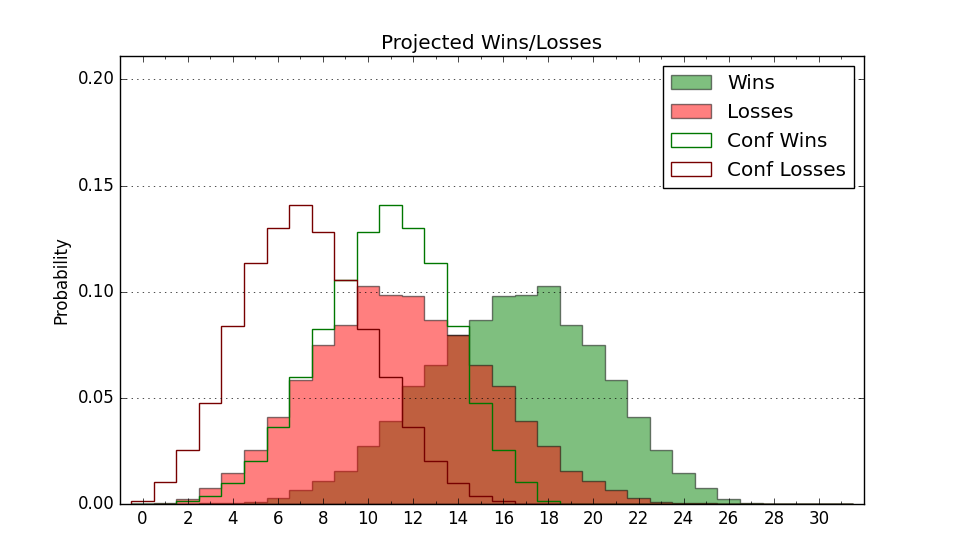 Projected Wins/Losses
Wins
Losses
Conf Wins
Conf Losses
Probability
0.20
0.15
0.10
0.05
0.00
0 2 4 6 8 10 12 14 16 18 20 22 24 26 28 30